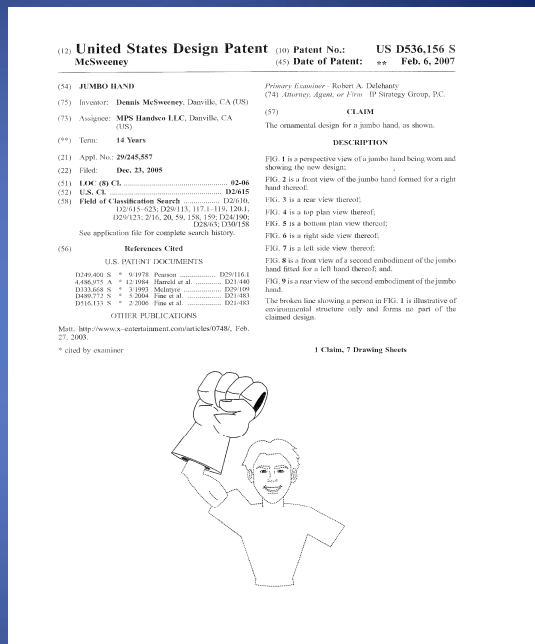 (12) United States Design Patent (10) Patent No.: US D536,156 S
McSweeney (45) Date of Patent: ** Feb. 6, 2007
(54) JUMBO HAND
(75) Inventor: Dennis McSweeney, Danville, CA (US)
(73) Assignee: MPS Handsco LLC, Danville, CA
(US)
(**) Term: 14 Years
(21) Appl. No.: 29/245,557
(22) Filed: Dec. 23, 2005
(51) LOC (8) Cl. .......................................... 02-06
(52) U.S. Cl. .............................................. D2/615
(58) Field of Classification Search ................ D2/610,
D2/615-623; D29/113, 117.1-119, 120.1,
D29/123; 2/16, 20, 59, 158, 159; D24/190;
D28/63; D30/158
See application file for complete search history.
(56) References Cited
U.S. PATENT DOCUMENTS
D249,400 S * 9/1978 Pearson .................. D29/116.1
4,486,975 A * 12/1984 Harreld et al. ............... D21/440
D333,668 S * 3/1993 McIntyre ..................... D29/109
D489,772 S * 5/2004 Fine et al. ................... D21/483
D516,133 S * 2/2006 Fine et al. ................... D21/483
OTHER PUBLICATIONS
Matt. http://www.x-entertainment.com/articles/0748/, Feb.
27, 2003.
* cited by examiner
Primary Examiner—Robert A. Delehanty
(74) Attorney, Agent, or Firm—IP Strategy Group, P.C.
(57) CLAIM
The ornamental design for a jumbo hand, as shown.
DESCRIPTION
FIG. 1 is a perspective view of a jumbo hand being worn and
showing the new design;
FIG. 2 is a front view of the jumbo hand formed for a right
hand thereof;
FIG. 3 is a rear view thereof;
FIG. 4 is a top plan view thereof;
FIG. 5 is a bottom plan view thereof;
FIG. 6 is a right side view thereof;
FIG. 7 is a left side view thereof;
FIG. 8 is a front view of a second embodiment of the jumbo
hand fitted for a left hand thereof; and,
FIG. 9 is a rear view of the second embodiment of the jumbo
hand.
The broken line showing a person in FIG. 1 is illustrative of
environmental structure only and forms no part of the
claimed design.
1 Claim, 7 Drawing Sheets